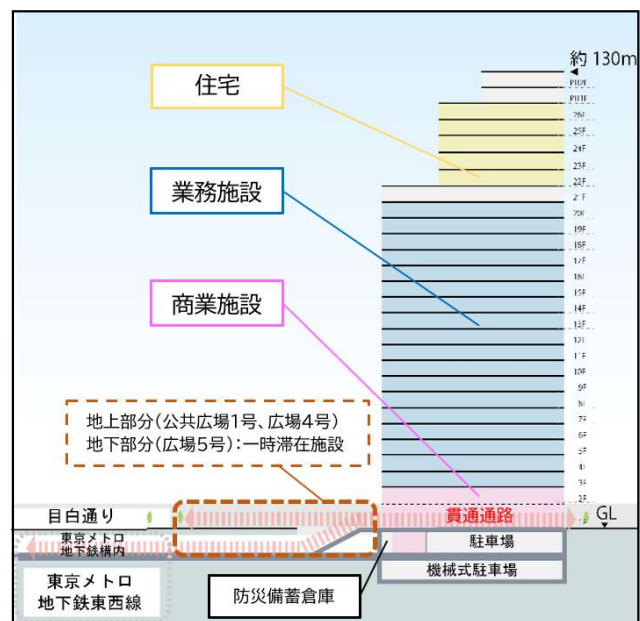 約 130m
住宅
PH2F
PH1F
26F
25F
24F
23F
22F
業務施設
21F
20F
19F
18F
17F
16F
15F
商業施設
14F
13F
12F
11F
10F
9F
8F
7F
6F
5F
4F
3F
2F
地上部分(公共広場1号、広場4号)
地下部分(広場5号):一時滞在施設
目白通り
貫通通路
GL
東京メトロ
地下鉄構内
駐車場
機械式駐車場
東京メトロ
地下鉄東西線
防災備蓄倉庫